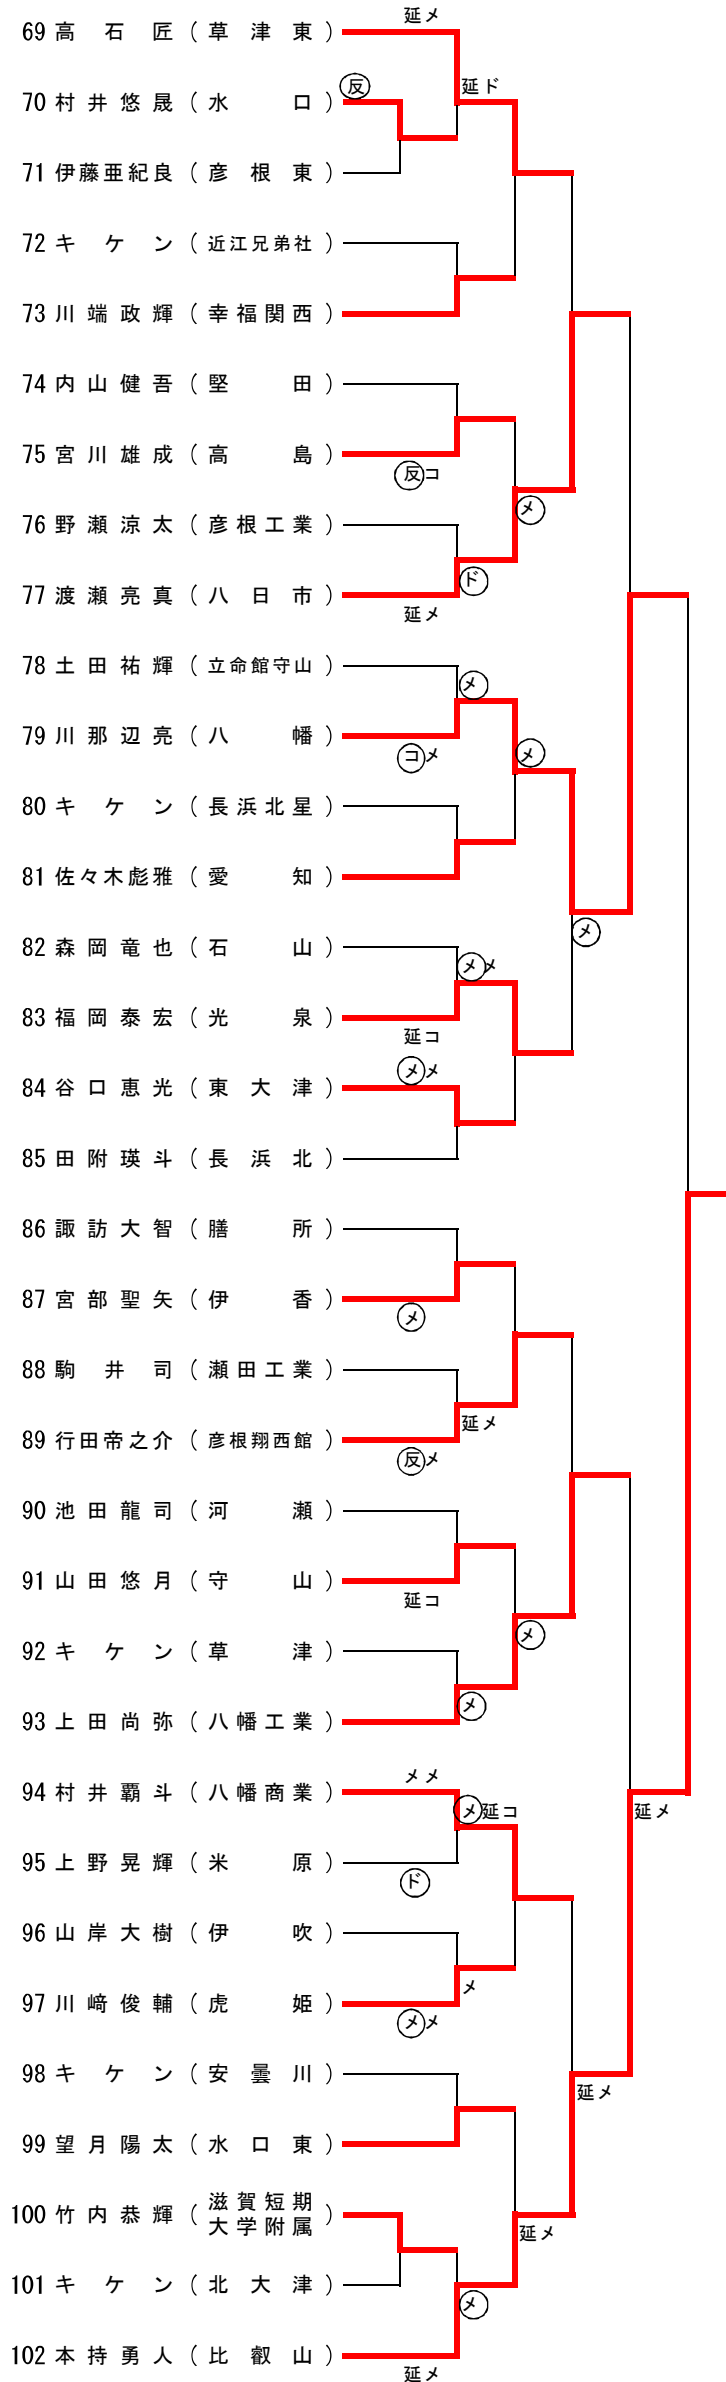 延メ
69 高石匠（草津東）
延ド
70 村井悠晟（水口） 反
71 伊藤亜紀良（彦根東）
72 キケン（近江兄弟社）
73 川端政輝（幸福関西）
74 内山健吾（堅田）
75 宮川雄成（高島）
反コ
メ
76 野瀬涼太（彦根工業）
ド
77 渡瀬亮真（八日市）
延メ
78 土田祐輝（立命館守山）
メ
79 川那辺亮（八幡）
コメ
メ
80 キケン（長浜北星）
81 佐々木彪雅（愛知）
メ
82 森岡竜也（石山）
メメ
83 福岡泰宏（光泉）
延コ
メメ
84 谷口恵光（東大津）
85 田附瑛斗（長浜北）
86 諏訪大智（膳所）
87 宮部聖矢（伊香）
メ
88 駒井司（瀬田工業）
延メ
89 行田帝之介（彦根翔西館）
反メ
90 池田龍司（河瀬）
91 山田悠月（守山）
延コ
メ
92 キケン（草津）
メ
93 上田尚弥（八幡工業）
メメ
94 村井覇斗（八幡商業）
メ延コ
延メ
95 上野晃輝（米原）
ド
96 山岸大樹（伊吹）
メ
97 川﨑俊輔（虎姫）
メメ
98 キケン（安曇川）
延メ
99 望月陽太（水口東）
100 竹内恭輝（滋賀短期
大学附属）
延メ
101 キケン（北大津）
メ
102 本持勇人（比叡山）
延メ